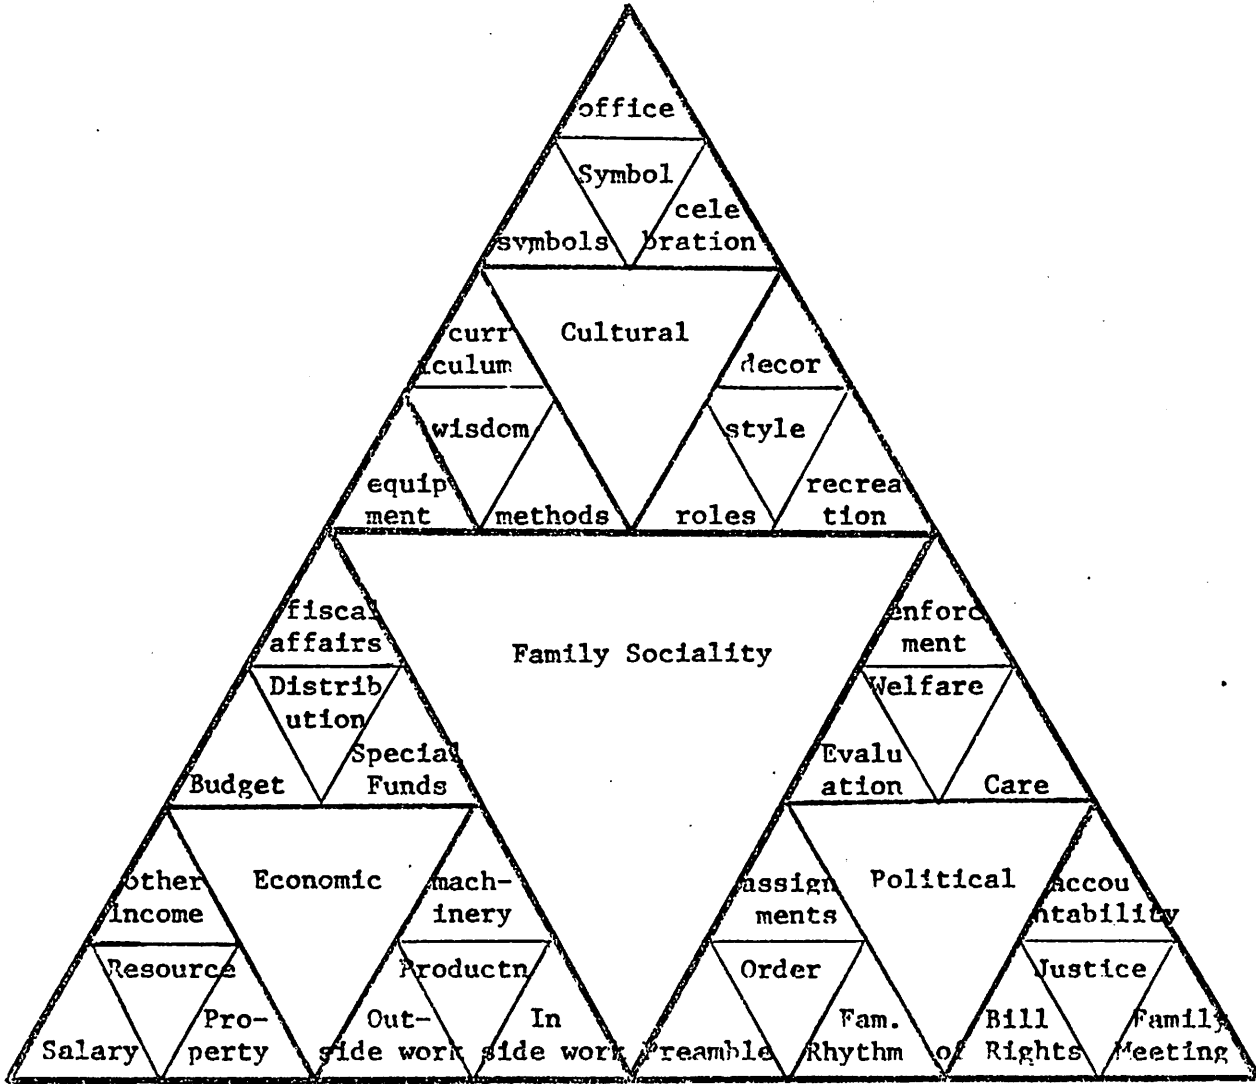 office
Symbol
cele
symbols
bration
Cultural
curr
iculum
decor
wisdom
style
equip
ment
methods
roles
recrea
tion
fiscal
affairs
Family Sociality
enforc
ment
Distrib
ution
Welfare
Special
Funds
Budget
Evalu
ation
Care
other
income
Economic
mach-
inery
assign
ments
Political
accou
ntability
Resource
Productn
Order
Justice
Salary
Pro-
perty
Out-
side work
In
side work
Preamble
Fam.
Rhythm
Bill
of Rights
Family
Meeting